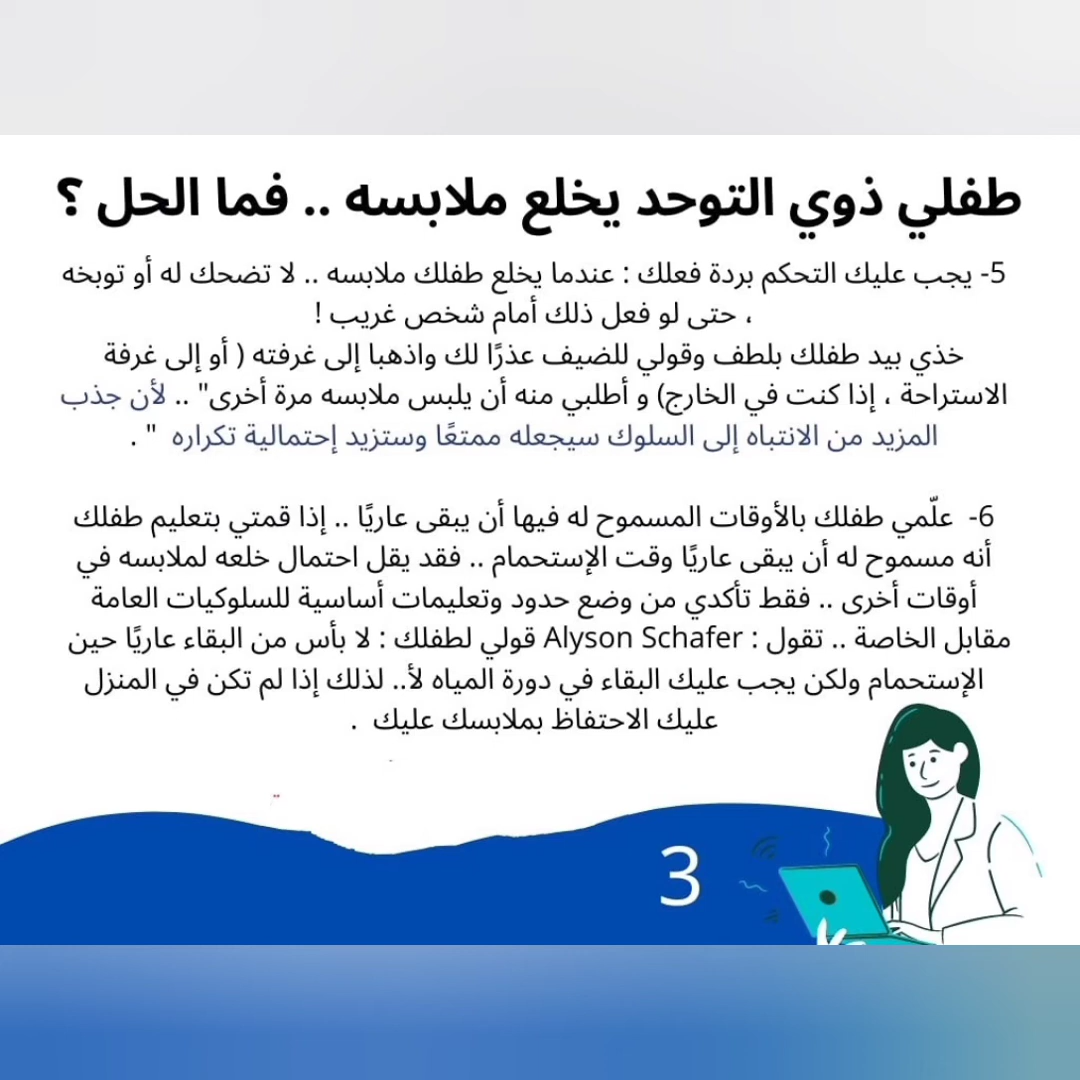 طفلي ذوي التوحد يخلع ملابسه .. فما الحل ؟
5- يجب عليك التحكم بردة فعلك : عندما يخلع طفلك ملابسه .. لا تضحك له أو توبخه
، حتى لو فعل ذلك أمام شخص غريب !
خذي بيد طفلك بلطف وقولي للضيف عذرًا لك واذهبا إلى غرفته ( أو إلى غرفة
الاستراحة ، إذا كنت في الخارج) و أطلبي منه أن يلبس ملابسه مرة أخرى" .. لأن جذب
المزيد من الانتباه إلى السلوك سيجعله ممتعًا وستزيد إحتمالية تكراره " .
6- علّمي طفلك بالأوقات المسموح له فيها أن يبقى عاريًا .. إذا قمتي بتعليم طفلك
أنه مسموح له أن يبقى عاريًا وقت الإستحمام .. فقد يقل احتمال خلعه لملابسه في
أوقات أخرى .. فقط تأكدي من وضع حدود وتعليمات أساسية للسلوكيات العامة
مقابل الخاصة .. تقول : Alyson Schafer قولي لطفلك : لا بأس من البقاء عاريًا حين
الإستحمام ولكن يجب عليك البقاء في دورة المياه لأ.. لذلك إذا لم تكن في المنزل
عليك الاحتفاظ بملابسك عليك .
3